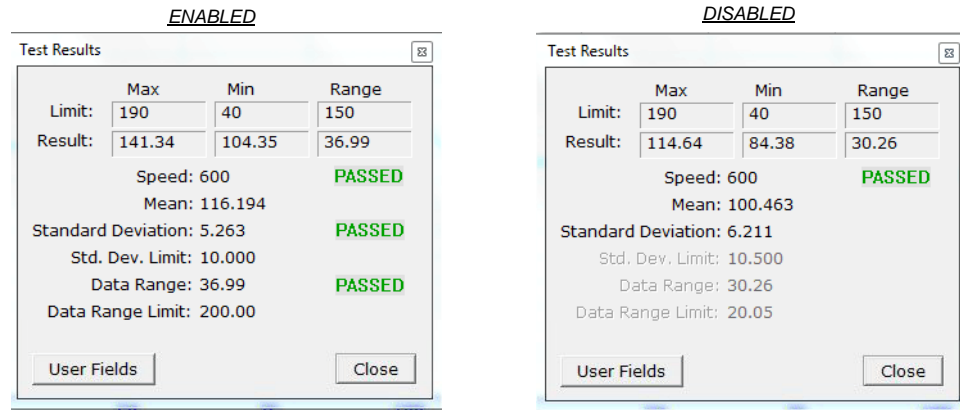 ENABLED
Test Results
Max Min Range
Limit: 190 40 150
Result: 141.34 104.35 36.99
Speed: 600 PASSED
Mean: 116.194
Standard Deviation: 5.263 PASSED
Std. Dev. Limit: 10.000
Data Range: 36.99 PASSED
Data Range Limit: 200.00
User Fields Close
DISABLED
Test Results
Max Min Range
Limit: 190 40 150
Result: 114.64 84.38 30.26
Speed: 600 PASSED
Mean: 100.463
Standard Deviation: 6.211
Std. Dev. Limit: 10.500
Data Range: 30.26
Data Range Limit: 20.05
User Fields Close